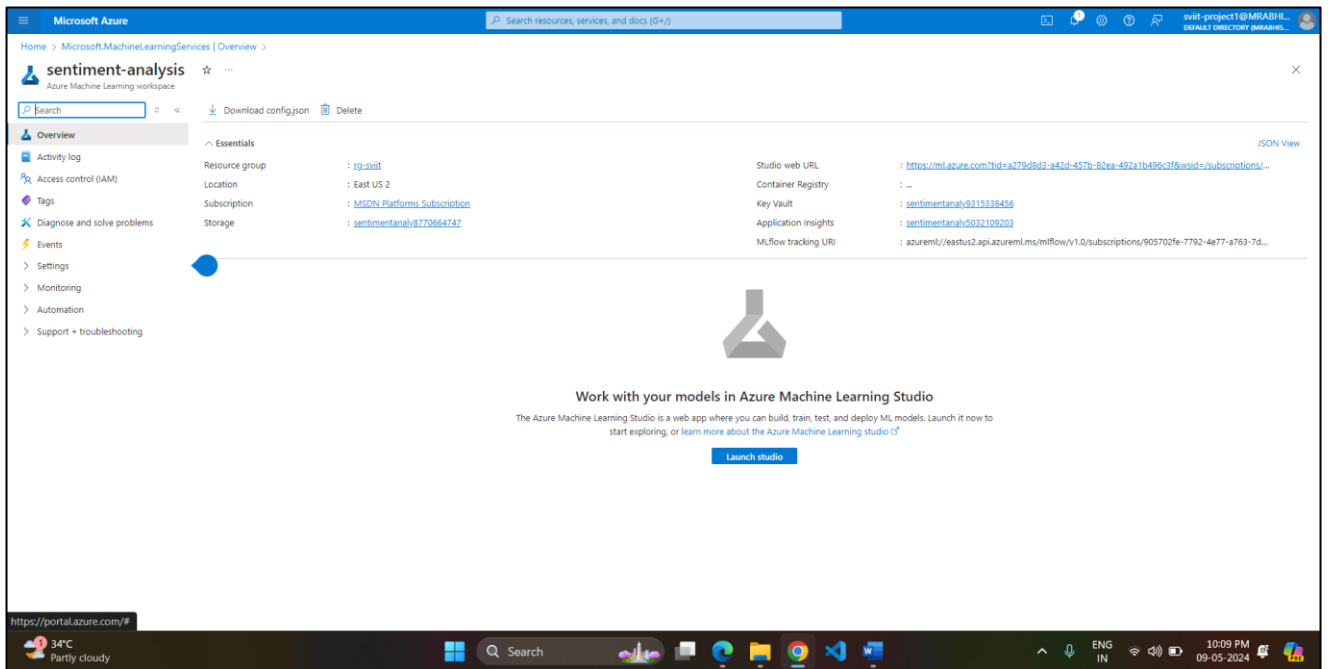 Microsoft Azure
Search resources, services, and docs (G+/)
1
sviit-project1@MRABHI...
DEFAULT DIRECTORY (MRABHIS...
Home > Microsoft.MachineLearningServices | Overview >
sentiment-analysis
Azure Machine Learning workspace
Search
Download config.json
Delete
Overview
Activity log
Access control (IAM)
Tags
Diagnose and solve problems
Events
Settings
Monitoring
Automation
Support + troubleshooting
Essentials
JSON View
Resource group : rg-sviit
Location : East US 2
Subscription : MSDN Platforms Subscription
Storage : sentimentanaly8770664747
Studio web URL : https://ml.azure.com?tid=a279d8d3-a42d-457b-82ea-492a1b496c3f&wsid=/subscriptions/...
Container Registry : ...
Key Vault : sentimentanaly9315338456
Application Insights : sentimentanaly5032109203
MLflow tracking URI : azureml://eastus2.api.azureml.ms/mlflow/v1.0/subscriptions/905702fe-7792-4e77-a763-7d...
Work with your models in Azure Machine Learning Studio
The Azure Machine Learning Studio is a web app where you can build, train, test, and deploy ML models. Launch it now to
start exploring, or learn more about the Azure Machine Learning studio
Launch studio
https://portal.azure.com/#
1
34°C
Partly cloudy
Search
ENG
IN
10:09 PM
09-05-2024
PRE